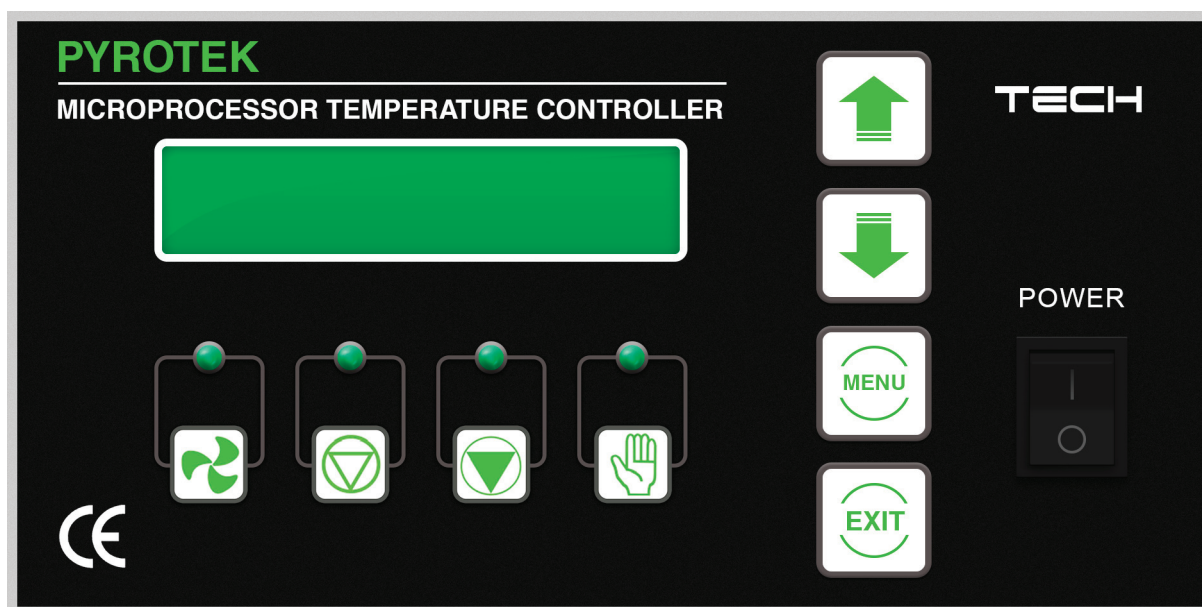 PYROTEK
MICROPROCESSOR TEMPERATURE CONTROLLER
TECH
POWER
MENU
EXIT
CE